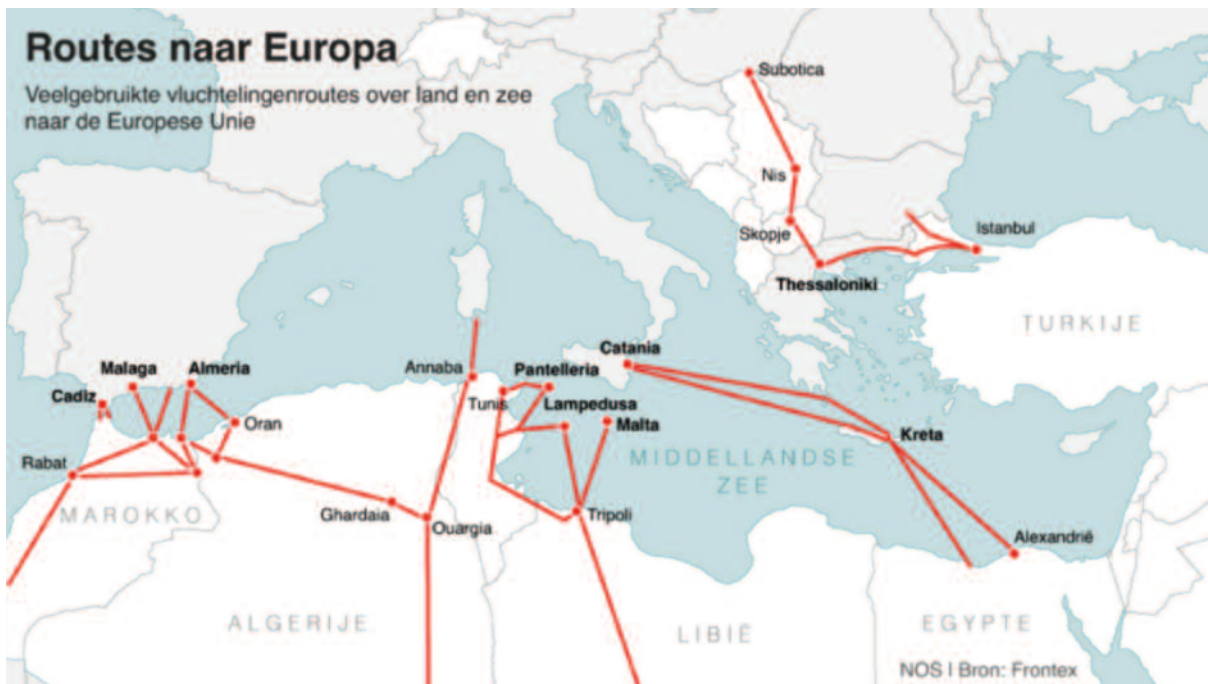 Routes naar Europa
Veelgebruikte vluchtelingenroutes over land en zee
naar de Europese Unie
Subotica
Nis
Skopje
Istanbul
Thessaloniki
TURKIJE
Catania
Malaga
Almeria
Annaba
Pantelleria
Cadiz
Tunis
Lampedusa
Oran
Malta
Kreta
Rabat
MIDDELLANDSE
ZEE
Ghardaia
MAROKKO
Ouargia
Tripoli
Alexandrië
ALGERIJE
LIBIË
EGYPTE
NOS I Bron: Frontex